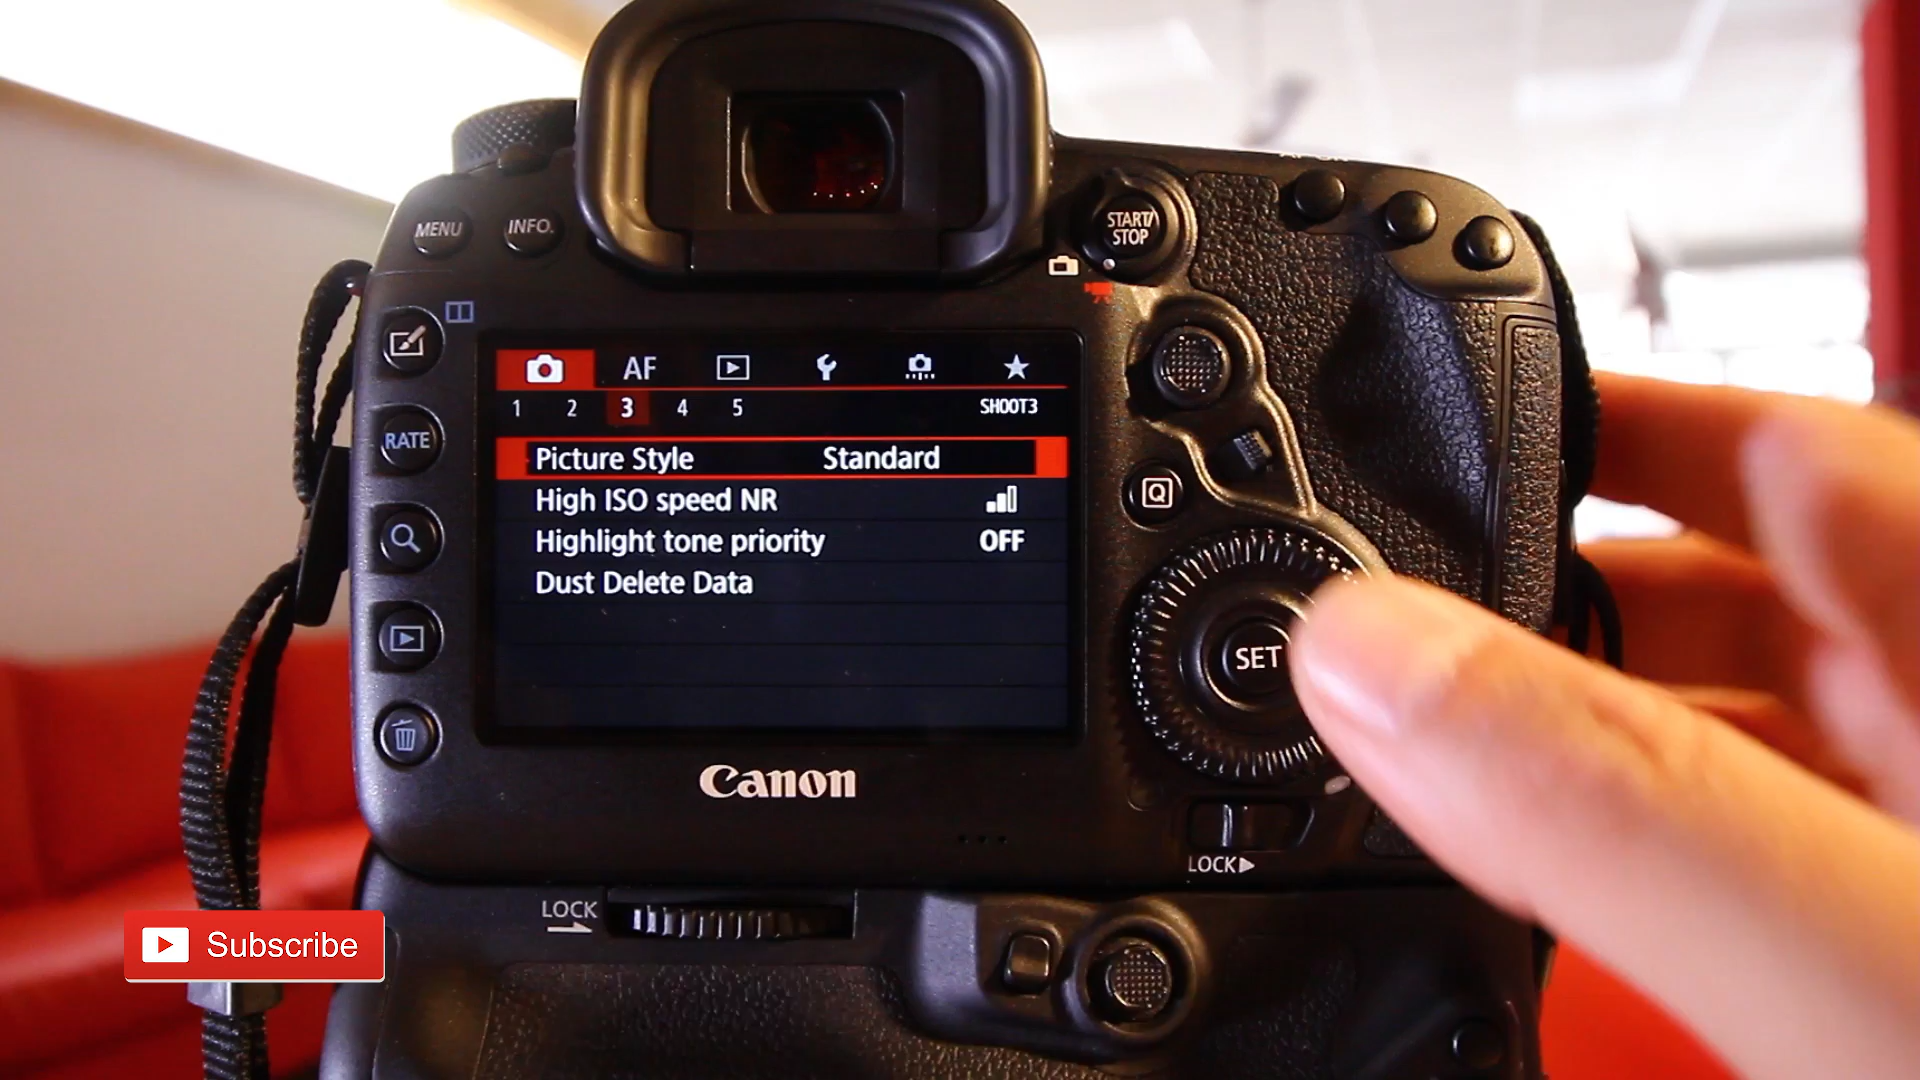 MENU
INFO.
START/
STOP
RATE
AF
1 2 3 4 5 SHOOT3
Picture Style Standard
High ISO speed NR
Highlight tone priority OFF
Dust Delete Data
Q
SET
Canon
LOCK
LOCK
Subscribe